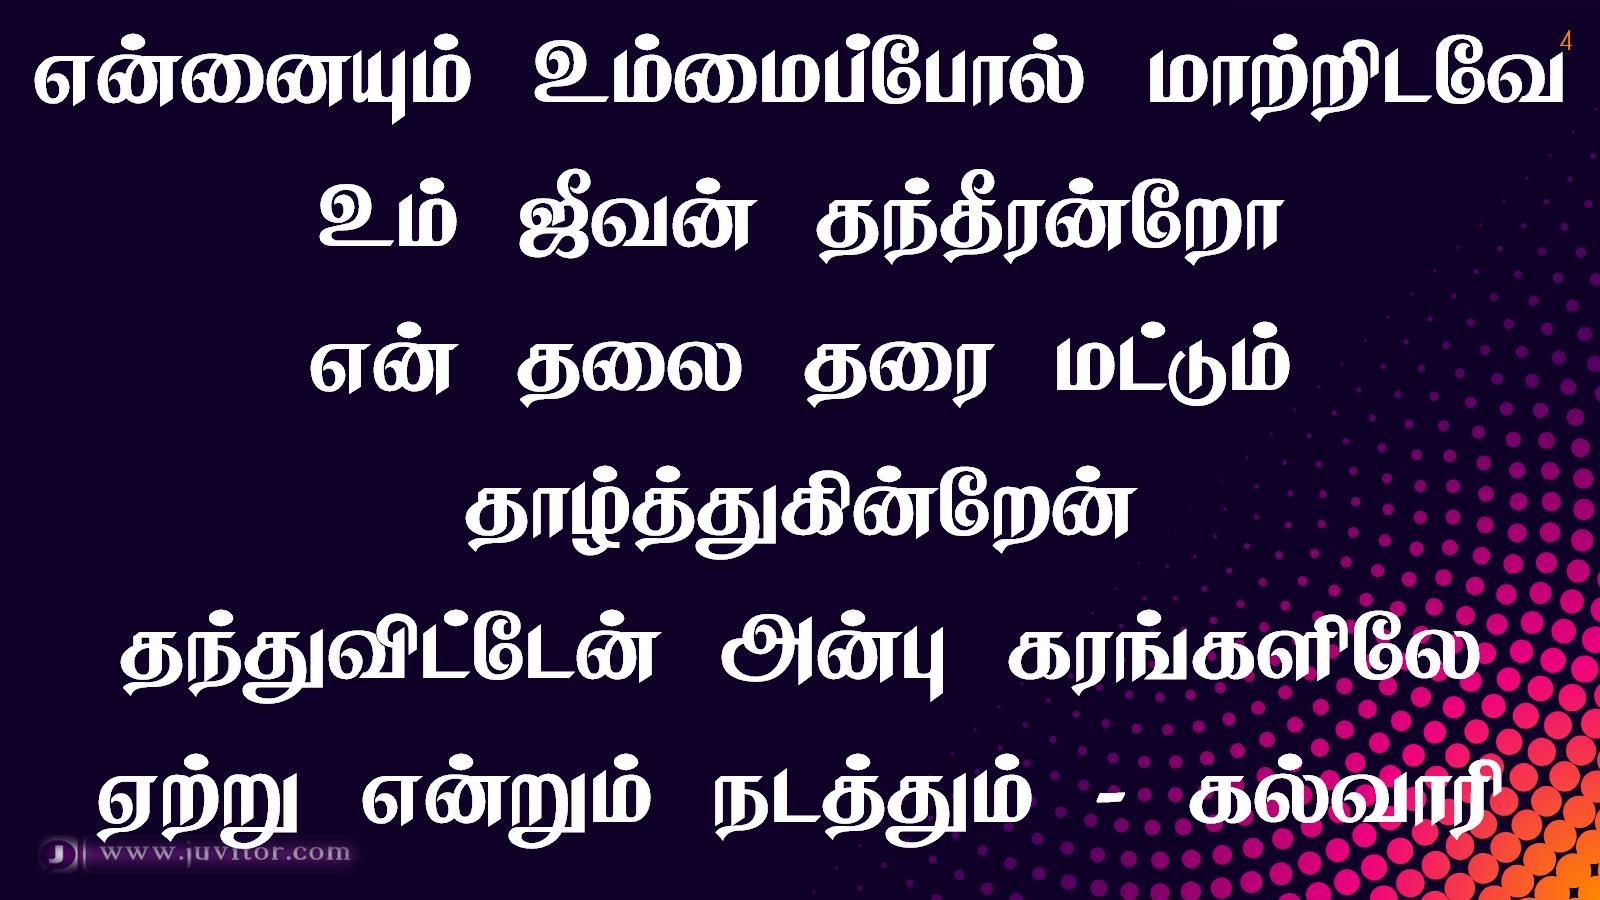 என்னையும் உம்மைப்போல் மாற்றிடவே
4
உம் ஜீவன் தந்தீரன்றோ
என் தலை தரை மட்டும்
தாழ்த்துகின்றேன்
தந்துவிட்டேன் அன்பு கரங்களிலே
ஏற்று என்றும் நடத்தும் - கல்வாரி
J www.juvitor.com